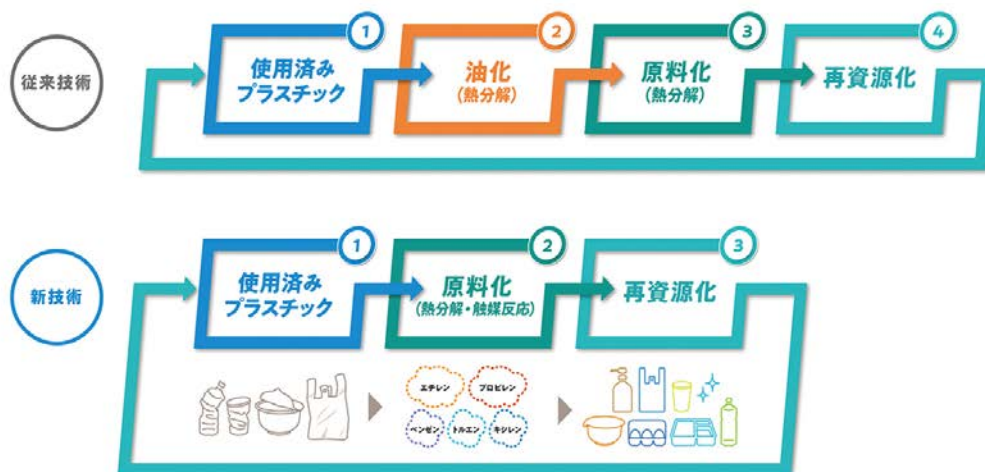 従来技術
1
使用済み
プラスチック
2
油化
(熱分解)
3
原料化
(熱分解)
4
再資源化
新技術
1
使用済み
プラスチック
2
原料化
(熱分解・触媒反応)
3
再資源化
エチレン
プロピレン
ベンゼン
トルエン
キシレン